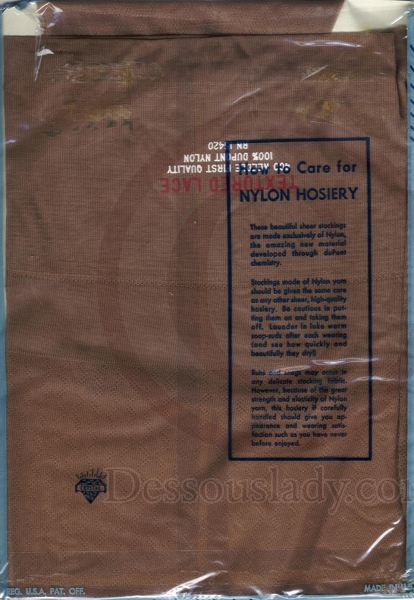 RN 15420
100% DUPONT NYLON
400 NEEDLE FIRST QUALITY
TEXTURED LACE
How to Care for
NYLON HOSIERY
These beautiful sheer stockings
are made exclusively of Nylon,
the amazing new material
developed through duPont
chemistry.
Stockings made of Nylon yarn
should be given the same care
as any other sheer, high-quality
hosiery. Be cautious in put-
ting them on and taking them
off. Launder in luke warm
soap-suds after each wearing
(and see how quickly and
beautifully they dry)!
Runs and snags may occur in
any delicate stocking fabric.
However, because of the great
strength and elasticity of Nylon
yarn, this hosiery if carefully
handled should give you ap-
pearance and wearing satis-
faction such as you have never
before enjoyed.
Dessouslady.com
REG. U.S.A. PAT. OFF.
MADE IN U.S.